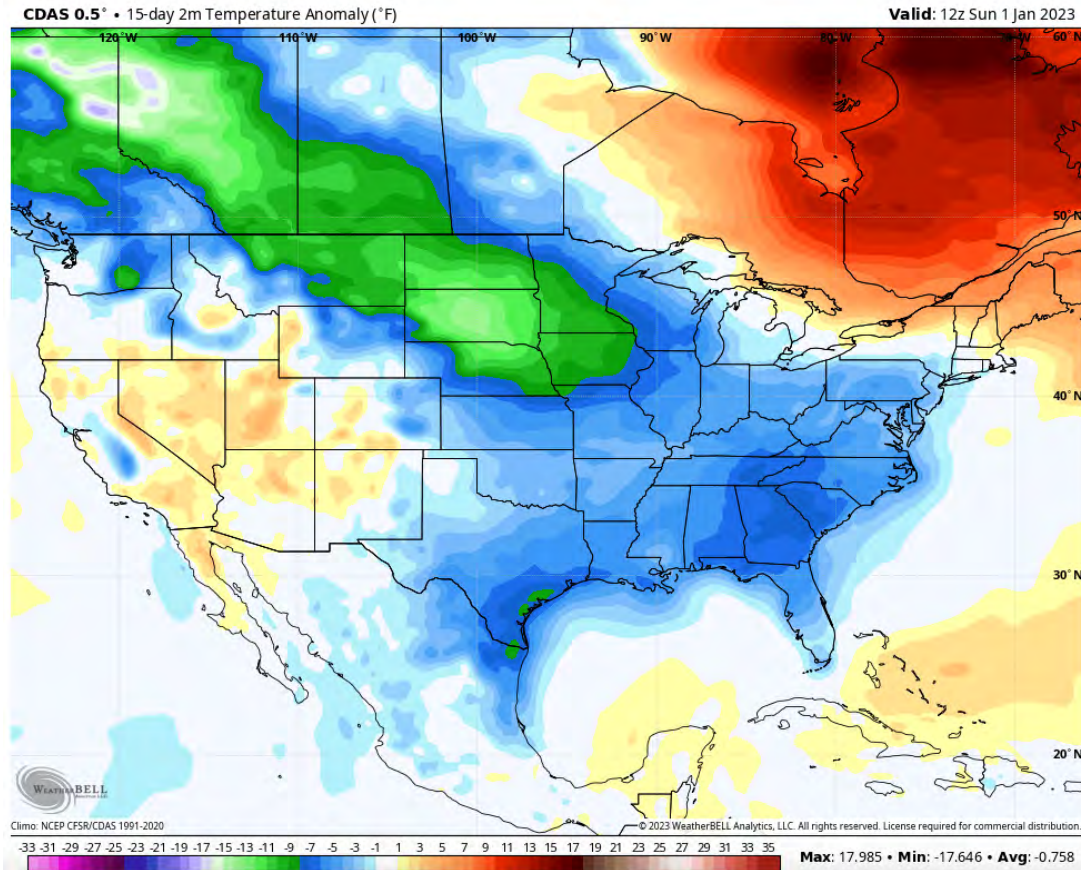 CDAS 0.5° • 15-day 2m Temperature Anomaly (°F)
Valid: 12z Sun 1 Jan 2023
120°W 110°W 100°W 90°W 80°W 60°N
50°N
40°N
30°N
20°N
WEATHERBELL
Climo: NCEP CFSR/CDAS 1991-2020
© 2023 WeatherBELL Analytics, LLC. All rights reserved. License required for commercial distribution.
-33 -31 -29 -27 -25 -23 -21 -19 -17 -15 -13 -11 -9 -7 -5 -3 -1 1 3 5 7 9 11 13 15 17 19 21 23 25 27 29 31 33 35
Max: 17.985 • Min: -17.646 • Avg: -0.758